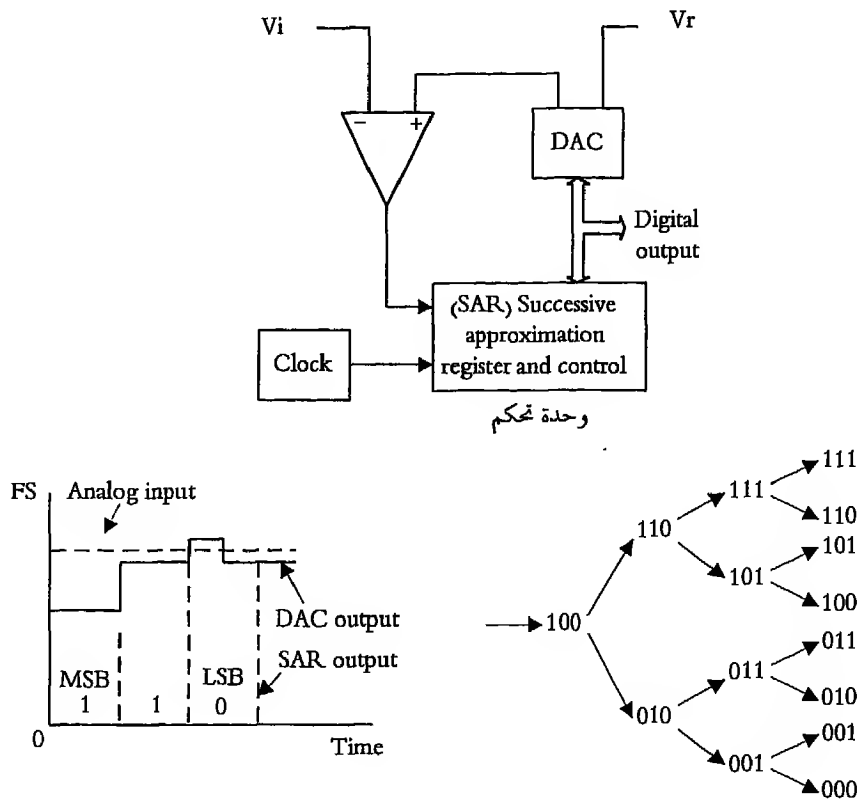 Vi
Vr
− +
DAC
Digital
output
(SAR) Successive
approximation
register and control
Clock
وحدة تحكم
FS
Analog input
DAC output
SAR output
MSB
1
1
LSB
0
0
Time
100
110
010
111
101
011
001
111
110
101
100
011
010
001
000